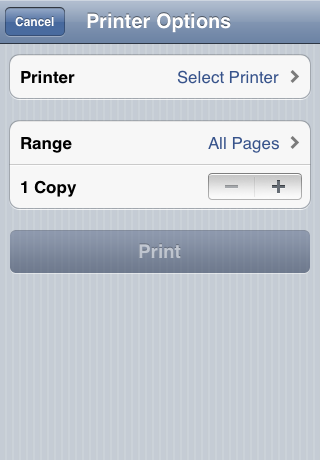 Cancel Printer Options
Printer Select Printer
Range All Pages
1 Copy
Print